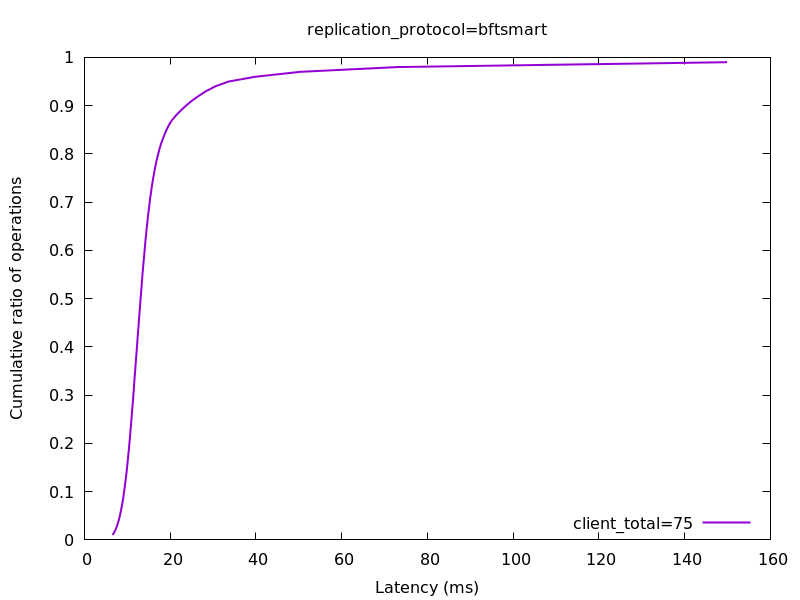 replication_protocol=bftsmart
1
0.9
0.8
0.7
0.6
0.5
0.4
0.3
0.2
0.1
0
Cumulative ratio of operations
client_total=75
0 20 40 60 80 100 120 140 160
Latency (ms)